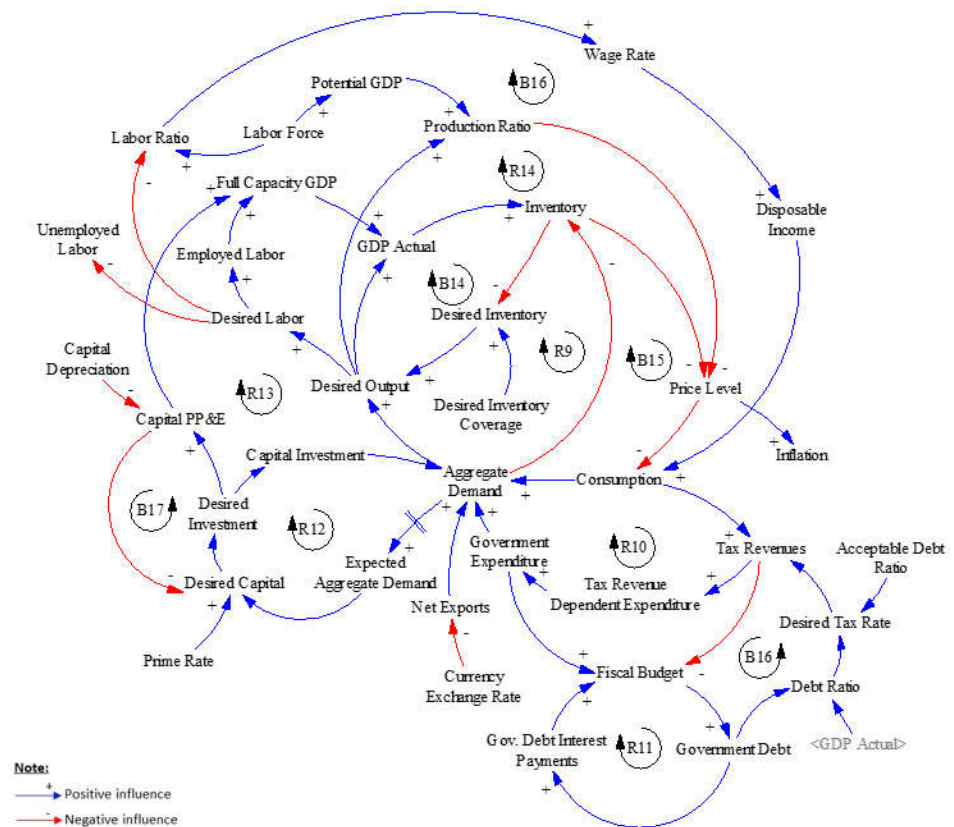 +
Wage Rate
Potential GDP
B16
+
+
Labor Ratio
Labor Force
Production Ratio
+
-
+
R14
+
Full Capacity GDP
+
+
Inventory
+
Disposable
Income
Unemployed
Labor
-
Employed Labor
GDP Actual
+
-
+
B14
-
Desired Labor
Desired Inventory
+
+
R9
B15
Capital
Depreciation
-
R13
Desired Output
+
+
Desired Inventory
Coverage
-
-
Price Level
Capital PP&E
+
Capital Investment
+
Inflation
Aggregate
Demand
+
-
Consumption
+
B17
Desired
Investment
R12
+
+
+
Government
Expenditure
R10
+
Tax Revenues
Acceptable Debt
Ratio
Expected
Aggregate Demand
+
-
Desired Capital
+
Net Exports
-
+
Tax Revenue
Dependent Expenditure
+
Desired Tax Rate
Prime Rate
Currency
Exchange Rate
+
Fiscal Budget
-
B16
Debt Ratio
+
Gov. Debt Interest
Payments
+
R11
+
Government Debt
<GDP Actual>
Note:
+
Positive influence
-
Negative influence